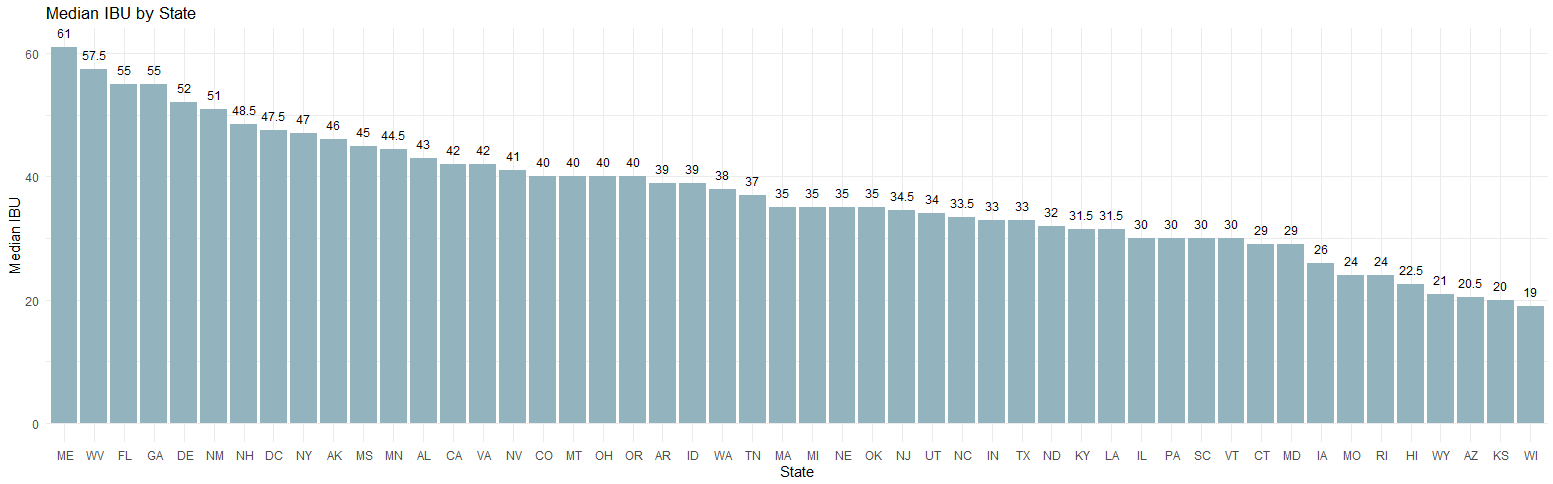 Median IBU by State
61 57.5 55 55 52 51 48.5 47.5 47 46 45 44.5 43 42 42 41 40 40 40 40 39 39 38 37 35 35 35 35 34.5 34 33.5 33 33 32 31.5 31.5 30 30 30 30 29 29 26 24 24 22.5 21 20.5 20 19
60
40
20
0
Median IBU
ME WV FL GA DE NM NH DC NY AK MS MN AL CA VA NV CO MT OH OR AR ID WA TN MA MI NE OK NJ UT NC IN TX ND KY LA IL PA SC VT CT MD IA MO RI HI WY AZ KS WI
State